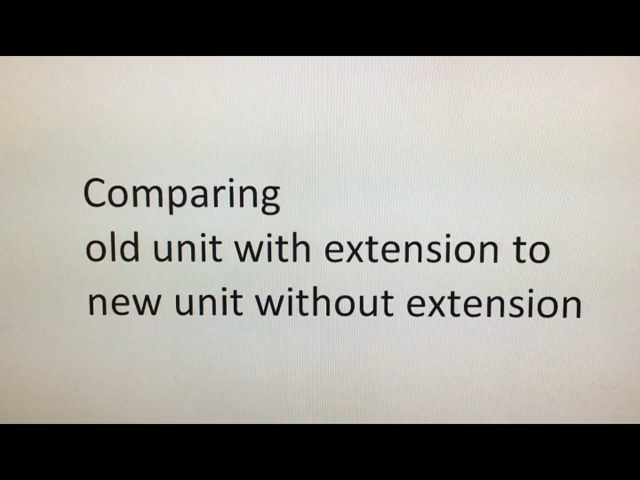 Comparing
old unit with extension to
new unit without extension